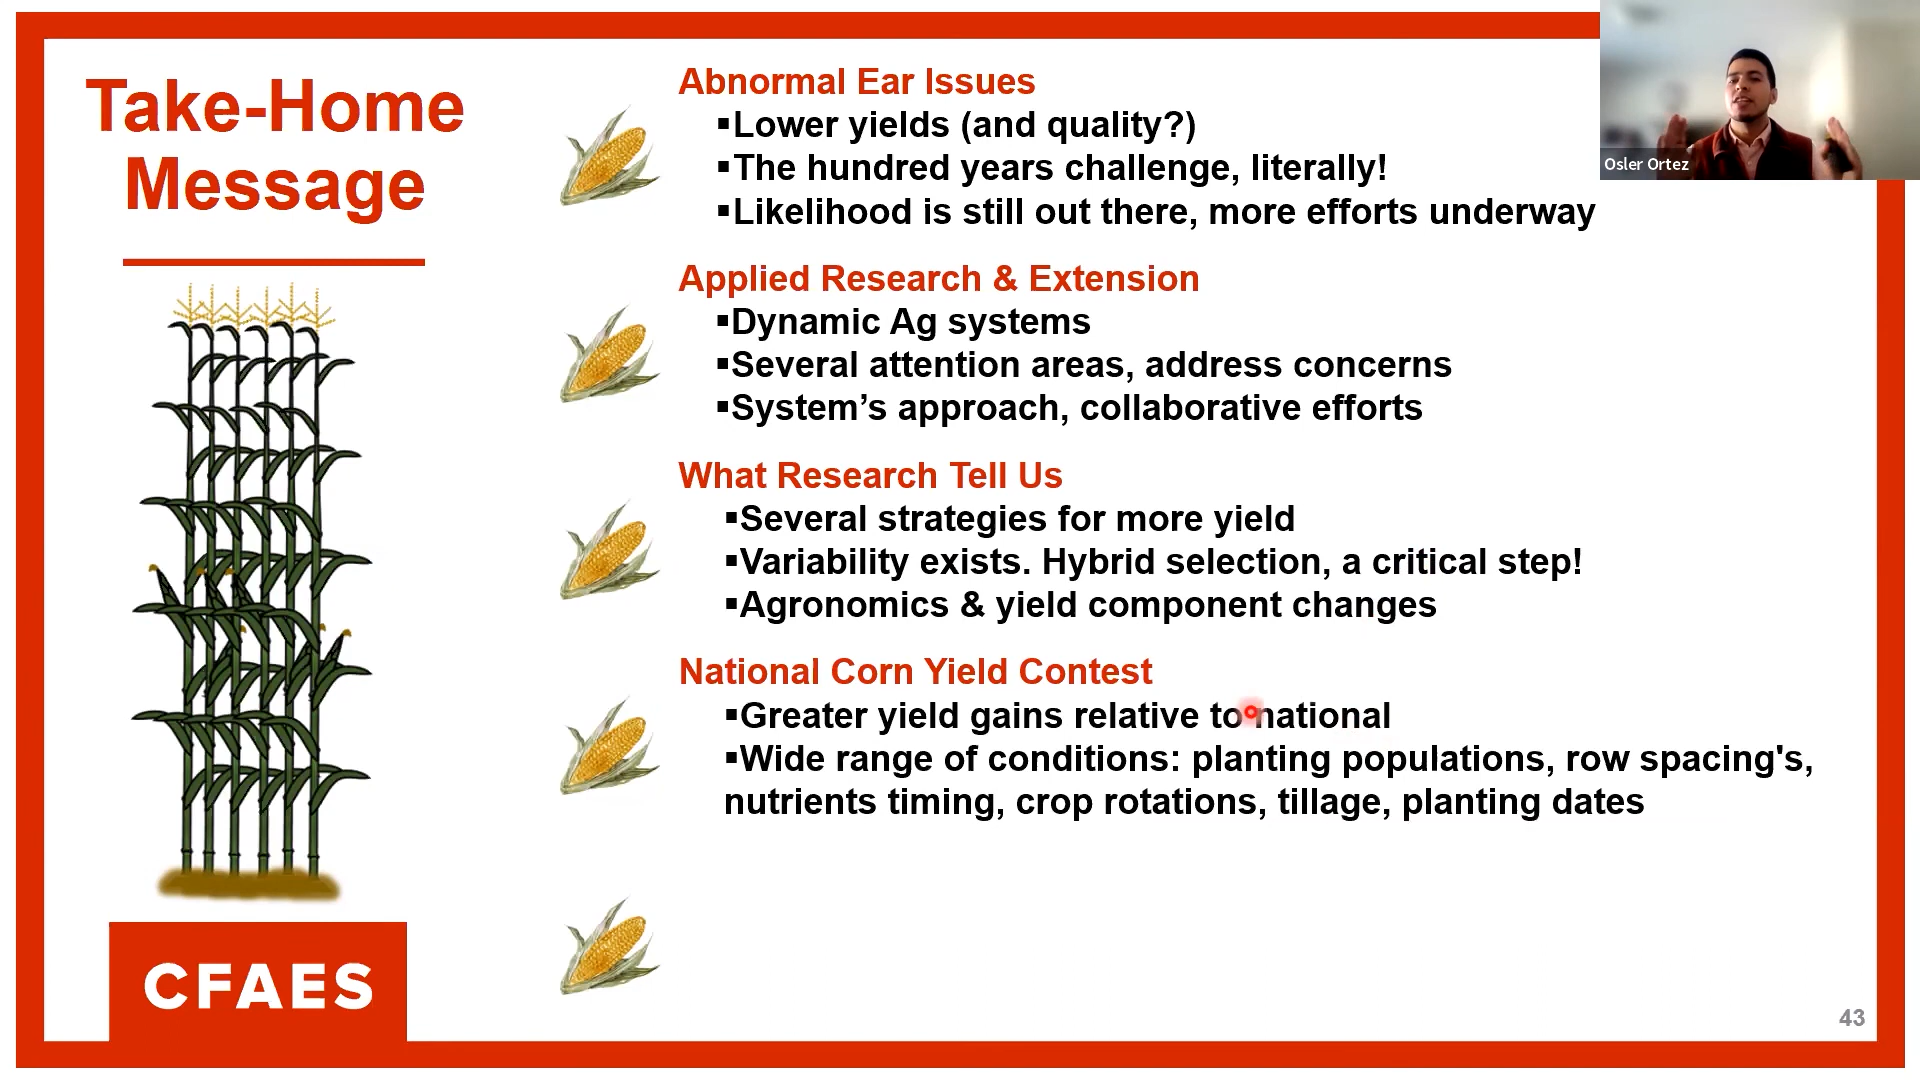 Take-Home
Message
Abnormal Ear Issues
▪Lower yields (and quality?)
▪The hundred years challenge, literally!
▪Likelihood is still out there, more efforts underway
Applied Research & Extension
▪Dynamic Ag systems
▪Several attention areas, address concerns
▪System’s approach, collaborative efforts
What Research Tell Us
▪Several strategies for more yield
▪Variability exists. Hybrid selection, a critical step!
▪Agronomics & yield component changes
National Corn Yield Contest
▪Greater yield gains relative to national
▪Wide range of conditions: planting populations, row spacing's,
nutrients timing, crop rotations, tillage, planting dates
CFAES
43
Osler Ortez